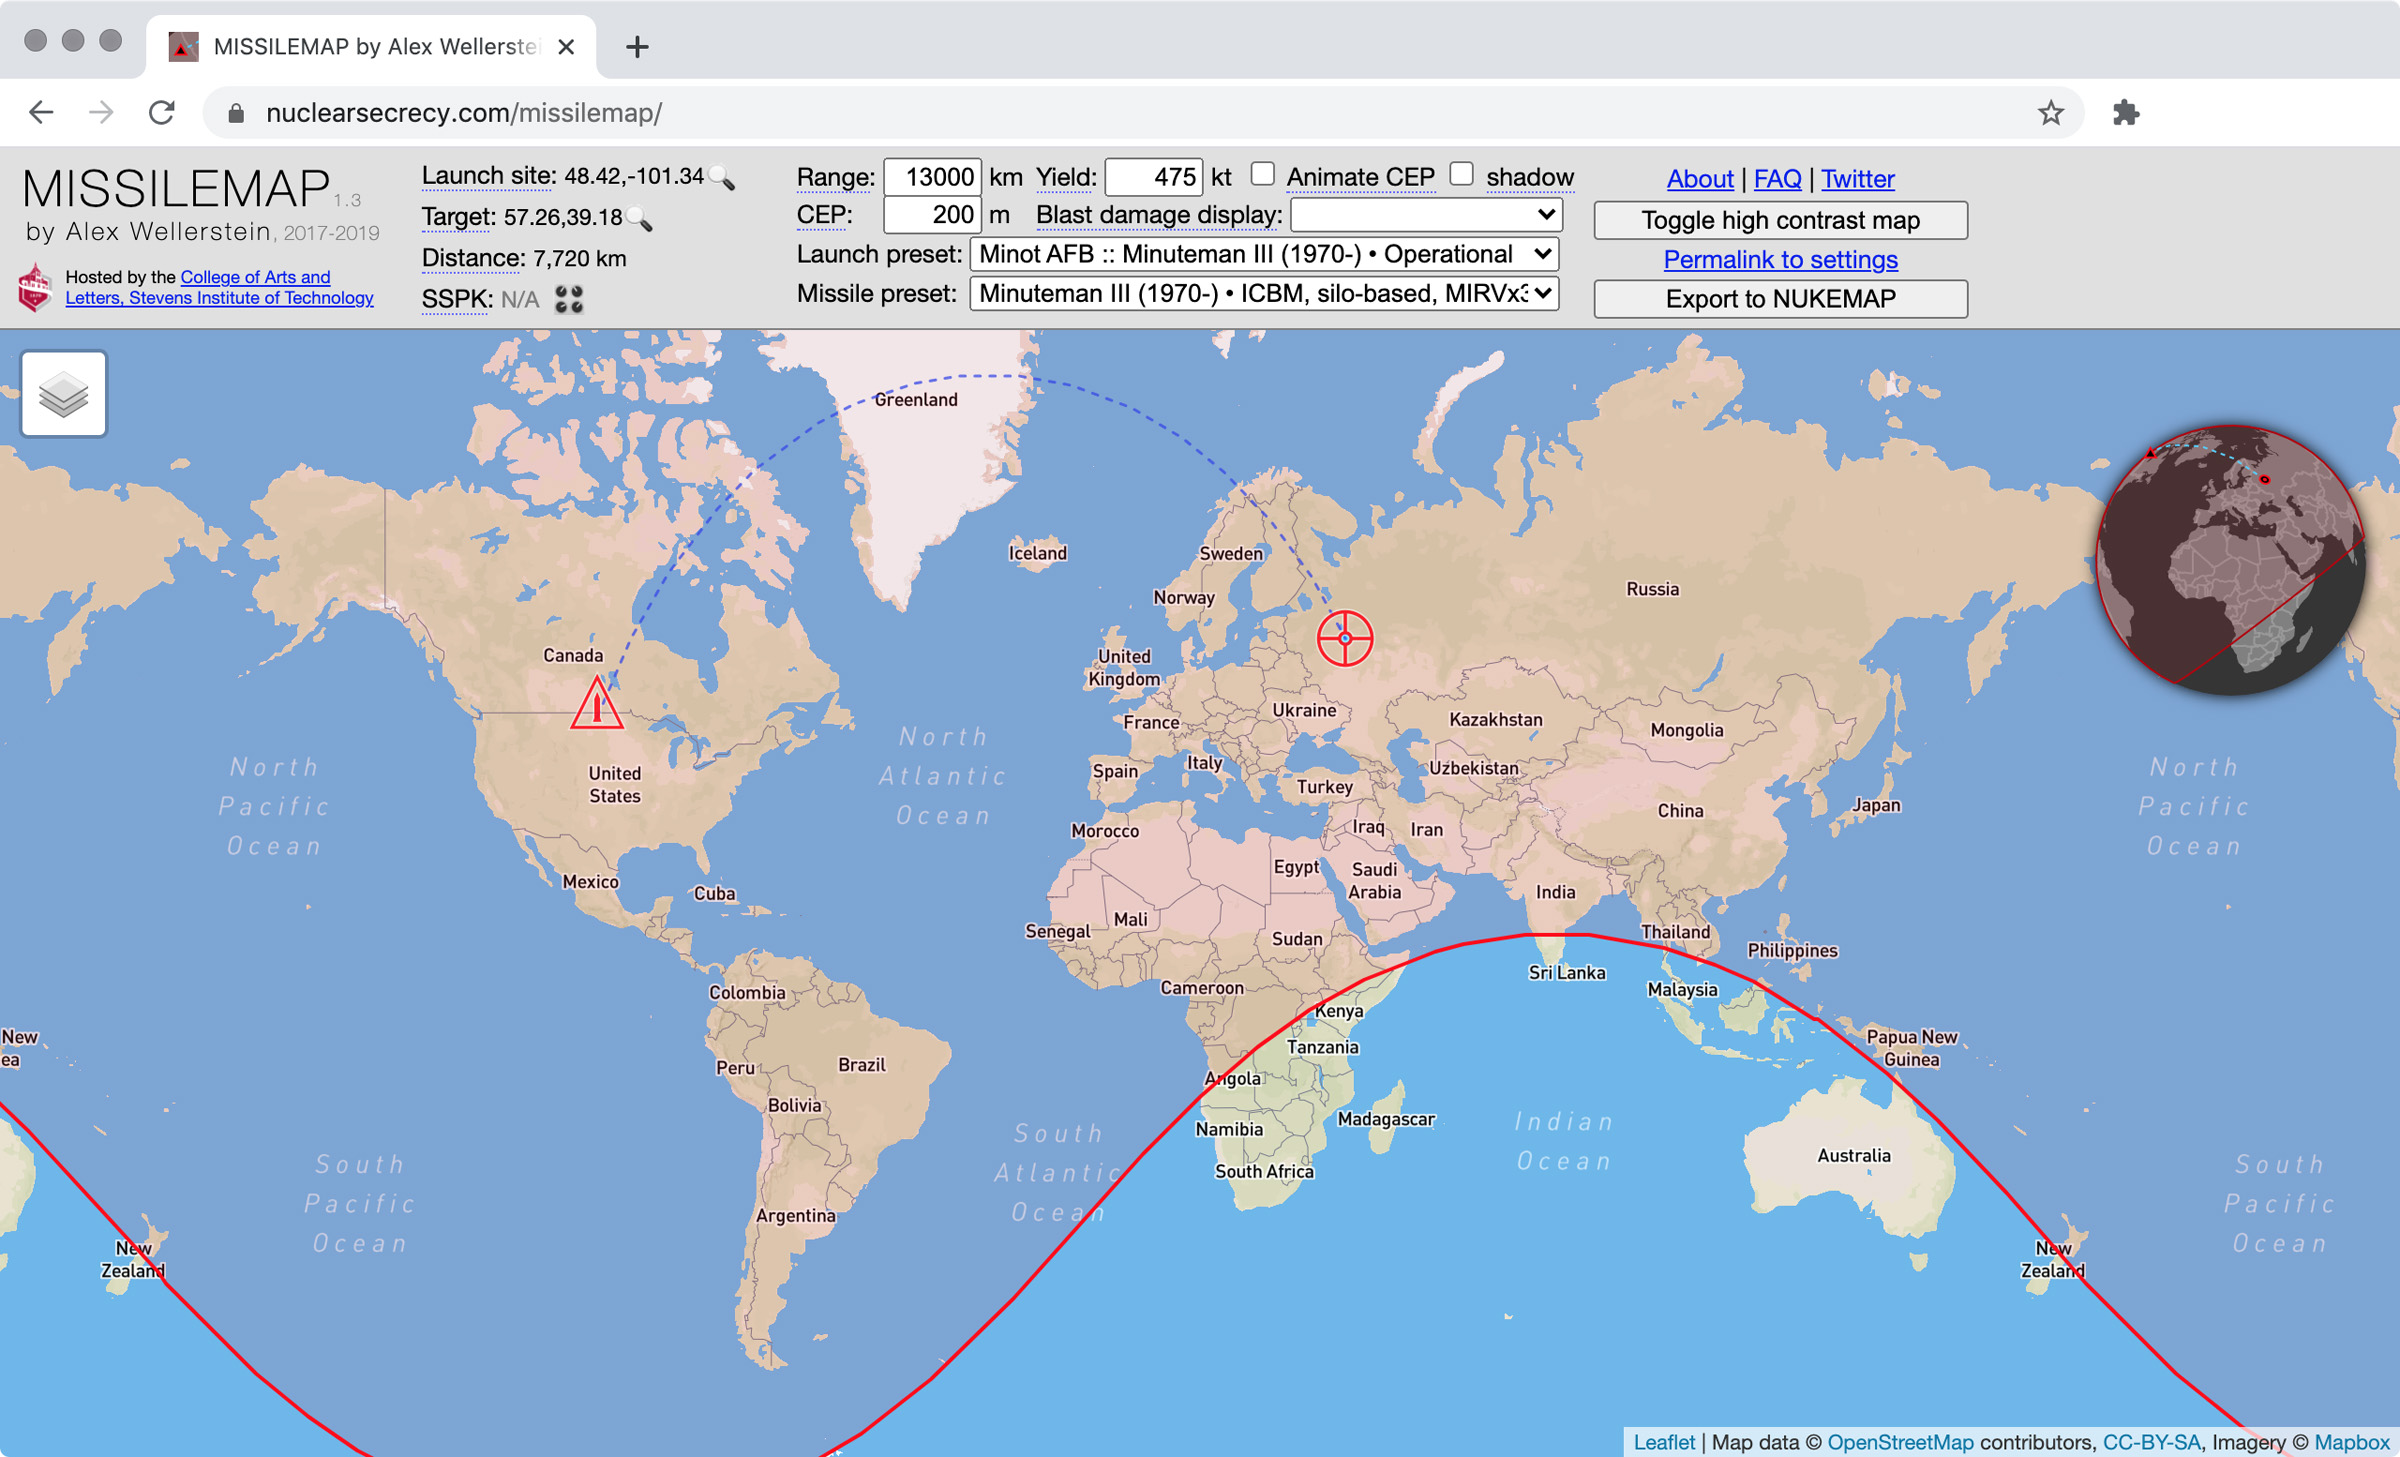 MISSILEMAP by Alex Wellerstei
nuclearsecrecy.com/missilemap/
MISSILEMAP 1.3
by Alex Wellerstein, 2017-2019
Hosted by the College of Arts and
Letters, Stevens Institute of Technology
Launch site: 48.42,-101.34
Target: 57.26,39.18
Distance: 7,720 km
SSPK: N/A
Range: 13000 km Yield: 475 kt Animate CEP shadow
CEP: 200 m Blast damage display:
Launch preset: Minot AFB :: Minuteman III (1970-) • Operational
Missile preset: Minuteman III (1970-) • ICBM, silo-based, MIRVx3
About | FAQ | Twitter
Toggle high contrast map
Permalink to settings
Export to NUKEMAP
Greenland
Iceland
Sweden
Norway
Russia
Canada
United
Kingdom
France
Ukraine
Kazakhstan
Mongolia
North
Atlantic
Ocean
North
Pacific
Ocean
United
States
Spain
Italy
Turkey
Uzbekistan
China
Japan
North
Pacific
Ocean
Morocco
Iraq
Iran
Egypt
Saudi
Arabia
India
Mexico
Cuba
Mali
Senegal
Sudan
Thailand
Philippines
Sri Lanka
Malaysia
Colombia
Cameroon
Kenya
Tanzania
New
ea
Papua New
Guinea
Peru
Brazil
Angola
Bolivia
Namibia
Madagascar
South Africa
Indian
Ocean
Australia
South
Atlantic
Ocean
South
Pacific
Ocean
South
Pacific
Ocean
Argentina
New
Zealand
New
Zealand
Leaflet | Map data © OpenStreetMap contributors, CC-BY-SA, Imagery © Mapbox